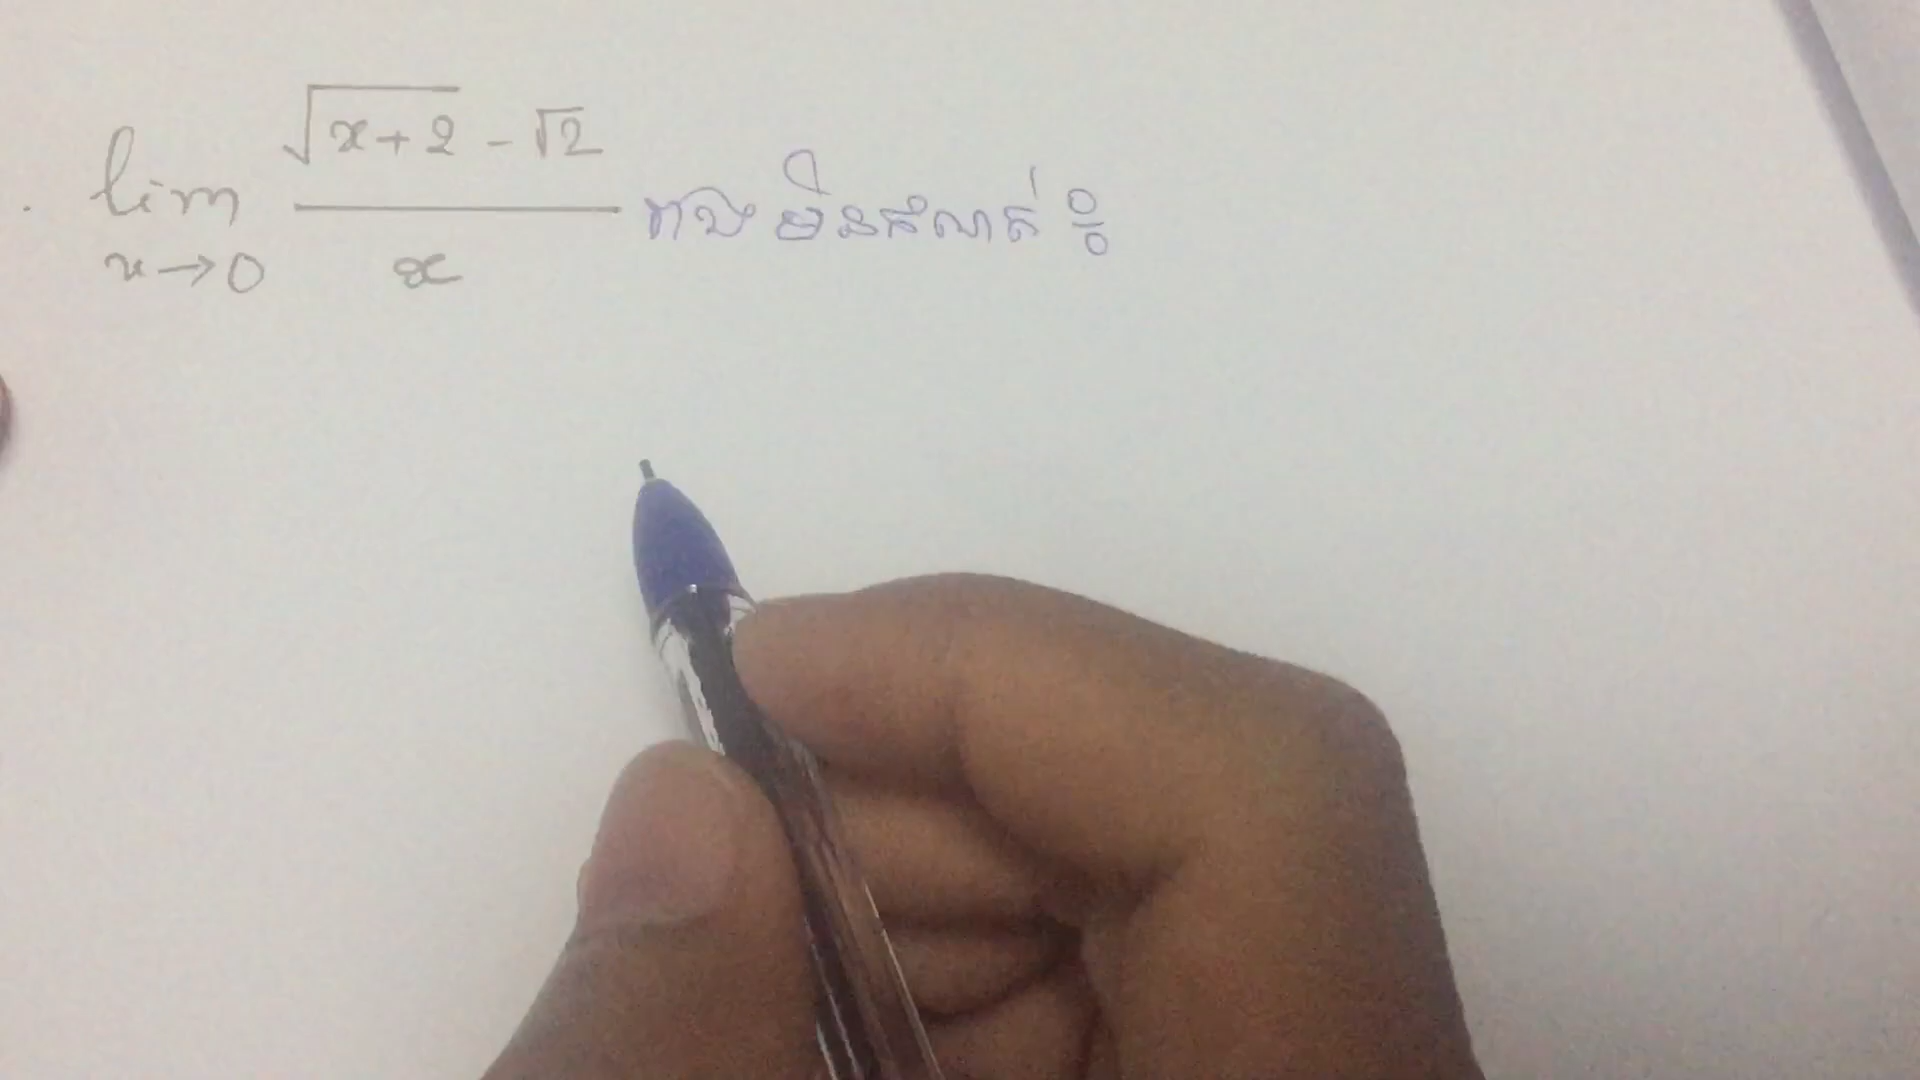 lim x→0 (√(x+2) - √2)/x រាងមិនកំណត់ 0/0